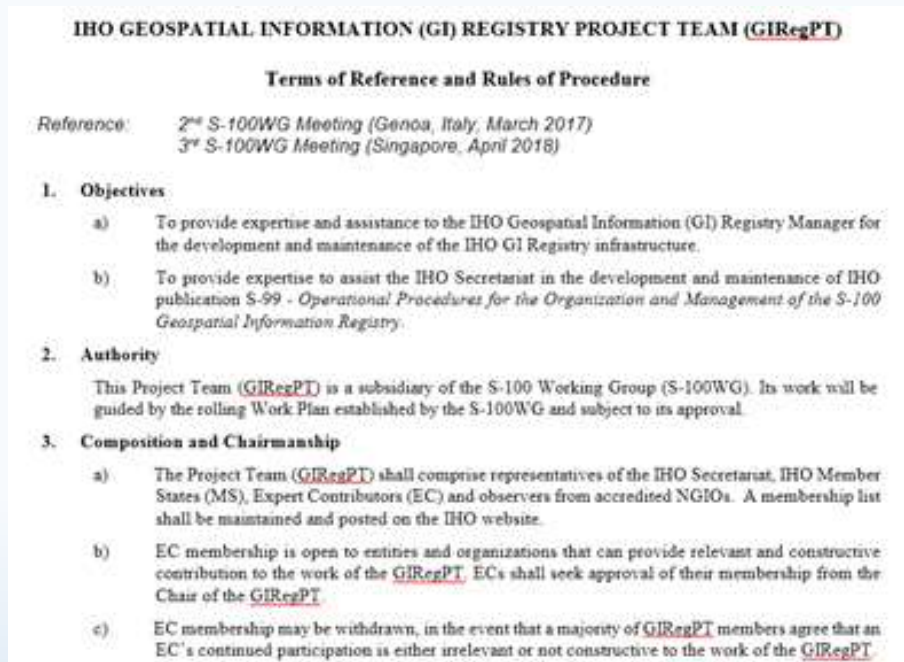 IHO GEOSPATIAL INFORMATION (GI) REGISTRY PROJECT TEAM (GIRegPT)
Terms of Reference and Rules of Procedure
Reference: 2nd S-100WG Meeting (Genoa, Italy, March 2017)
3rd S-100WG Meeting (Singapore, April 2018)
1. Objectives
a) To provide expertise and assistance to the IHO Geospatial Information (GI) Registry Manager for
the development and maintenance of the IHO GI Registry infrastructure.
b) To provide expertise to assist the IHO Secretariat in the development and maintenance of IHO
publication S-99 - Operational Procedures for the Organization and Management of the S-100
Geospatial Information Registry.
2. Authority
This Project Team (GIRegPT) is a subsidiary of the S-100 Working Group (S-100WG). Its work will be
guided by the rolling Work Plan established by the S-100WG and subject to its approval.
3. Composition and Chairmanship
a) The Project Team (GIRegPT) shall comprise representatives of the IHO Secretariat, IHO Member
States (MS), Expert Contributors (EC) and observers from accredited NGIOs. A membership list
shall be maintained and posted on the IHO website.
b) EC membership is open to entities and organizations that can provide relevant and constructive
contribution to the work of the GIRegPT. ECs shall seek approval of their membership from the
Chair of the GIRegPT.
c) EC membership may be withdrawn, in the event that a majority of GIRegPT members agree that an
EC's continued participation is either irrelevant or not constructive to the work of the GIRegPT.